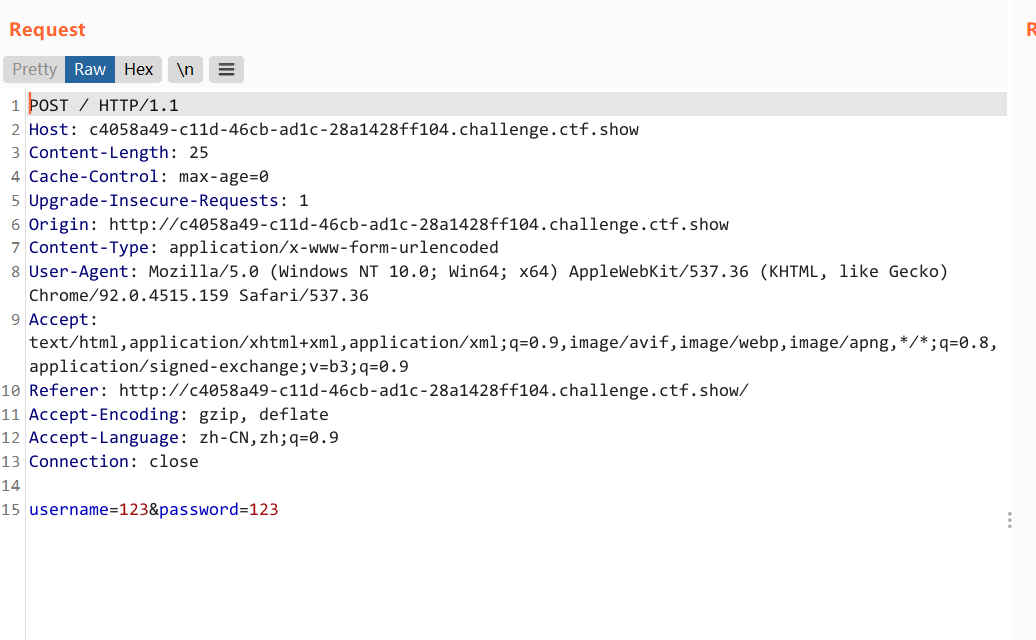 Request
R
Pretty Raw Hex \n
1 POST / HTTP/1.1
2 Host: c4058a49-c11d-46cb-ad1c-28a1428ff104.challenge.ctf.show
3 Content-Length: 25
4 Cache-Control: max-age=0
5 Upgrade-Insecure-Requests: 1
6 Origin: http://c4058a49-c11d-46cb-ad1c-28a1428ff104.challenge.ctf.show
7 Content-Type: application/x-www-form-urlencoded
8 User-Agent: Mozilla/5.0 (Windows NT 10.0; Win64; x64) AppleWebKit/537.36 (KHTML, like Gecko)
Chrome/92.0.4515.159 Safari/537.36
9 Accept:
text/html,application/xhtml+xml,application/xml;q=0.9,image/avif,image/webp,image/apng,*/*;q=0.8,
application/signed-exchange;v=b3;q=0.9
10 Referer: http://c4058a49-c11d-46cb-ad1c-28a1428ff104.challenge.ctf.show/
11 Accept-Encoding: gzip, deflate
12 Accept-Language: zh-CN,zh;q=0.9
13 Connection: close
14
15 username=123&password=123